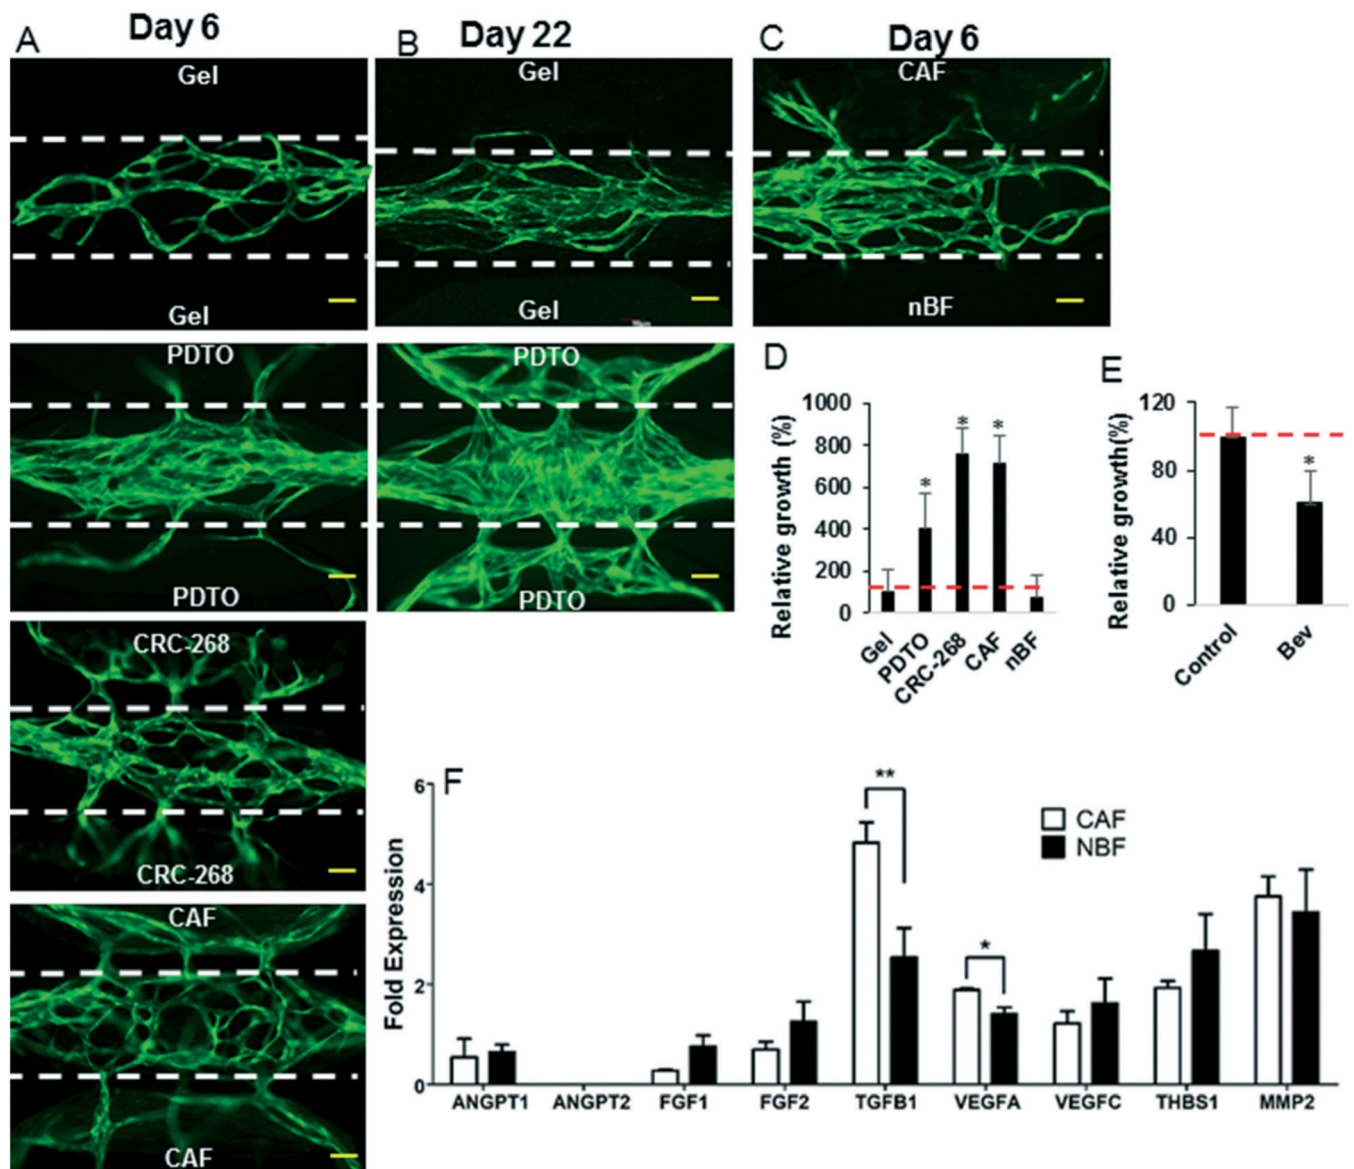 A
Day 6
B
Day 22
C
Day 6
Gel
Gel
CAF
Gel
Gel
nBF
PDTO
PDTO
PDTO
PDTO
CRC-268
CRC-268
CAF
CAF
D
Relative growth (%)
1000
800
600
400
200
0
*
*
*
Gel
PDTO
CRC-268
CAF
nBF
E
Relative growth(%)
120
80
40
0
*
Control
Bev
F
Fold Expression
6
4
2
0
**
*
CAF
NBF
ANGPT1 ANGPT2 FGF1 FGF2 TGFB1 VEGFA VEGFC THBS1 MMP2